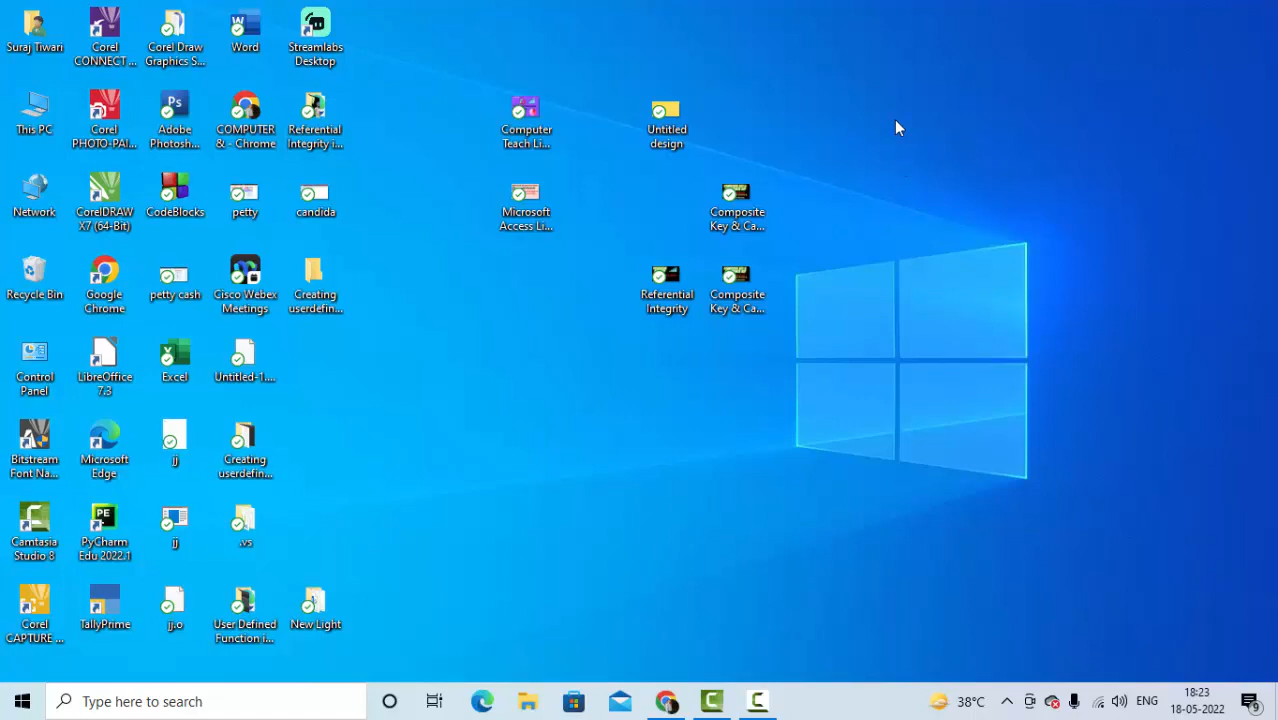 Suraj Tiwari
Corel
CONNECT ...
Corel Draw
Graphics S...
Word
Streamlabs
Desktop
This PC
Corel
PHOTO-PAI...
Ps
Adobe
Photosh...
COMPUTER
& - Chrome
Referential
Integrity i...
Computer
Teach Li...
Untitled
design
Network
CorelDRAW
X7 (64-Bit)
CodeBlocks
petty
candida
Microsoft
Access Li...
Composite
Key & Ca...
Recycle Bin
Google
Chrome
petty cash
Cisco Webex
Meetings
Creating
userdefin...
Referential
Integrity
Composite
Key & Ca...
Control
Panel
LibreOffice
7.3
Excel
Untitled-1....
Bitstream
Font Na...
Microsoft
Edge
jj
Creating
userdefin...
Camtasia
Studio 8
PE
PyCharm
Edu 2022.1
jj
.vs
Corel
CAPTURE ...
TallyPrime
jj.o
User Defined
Function i...
New Light
Type here to search
38°C
ENG
18:23
18-05-2022
9